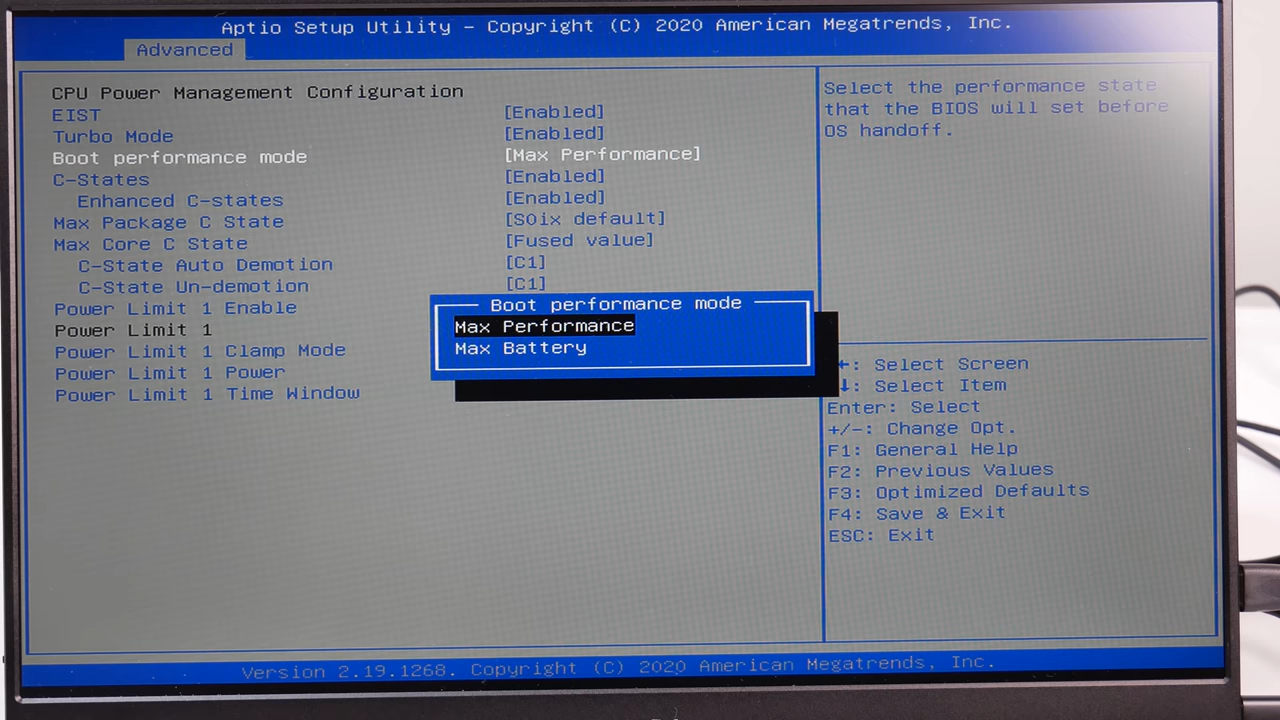 Aptio Setup Utility – Copyright (C) 2020 American Megatrends, Inc.
Advanced
CPU Power Management Configuration
EIST [Enabled]
Turbo Mode [Enabled]
Boot performance mode [Max Performance]
C-States [Enabled]
Enhanced C-states [Enabled]
Max Package C State [S0ix default]
Max Core C State [Fused value]
C-State Auto Demotion [C1]
C-State Un-demotion [C1]
Power Limit 1 Enable
Power Limit 1
Power Limit 1 Clamp Mode
Power Limit 1 Power
Power Limit 1 Time Window
Boot performance mode
Max Performance
Max Battery
Select the performance state
that the BIOS will set before
OS handoff.
←: Select Screen
↓: Select Item
Enter: Select
+/-: Change Opt.
F1: General Help
F2: Previous Values
F3: Optimized Defaults
F4: Save & Exit
ESC: Exit
Version 2.19.1268. Copyright (C) 2020 American Megatrends, Inc.